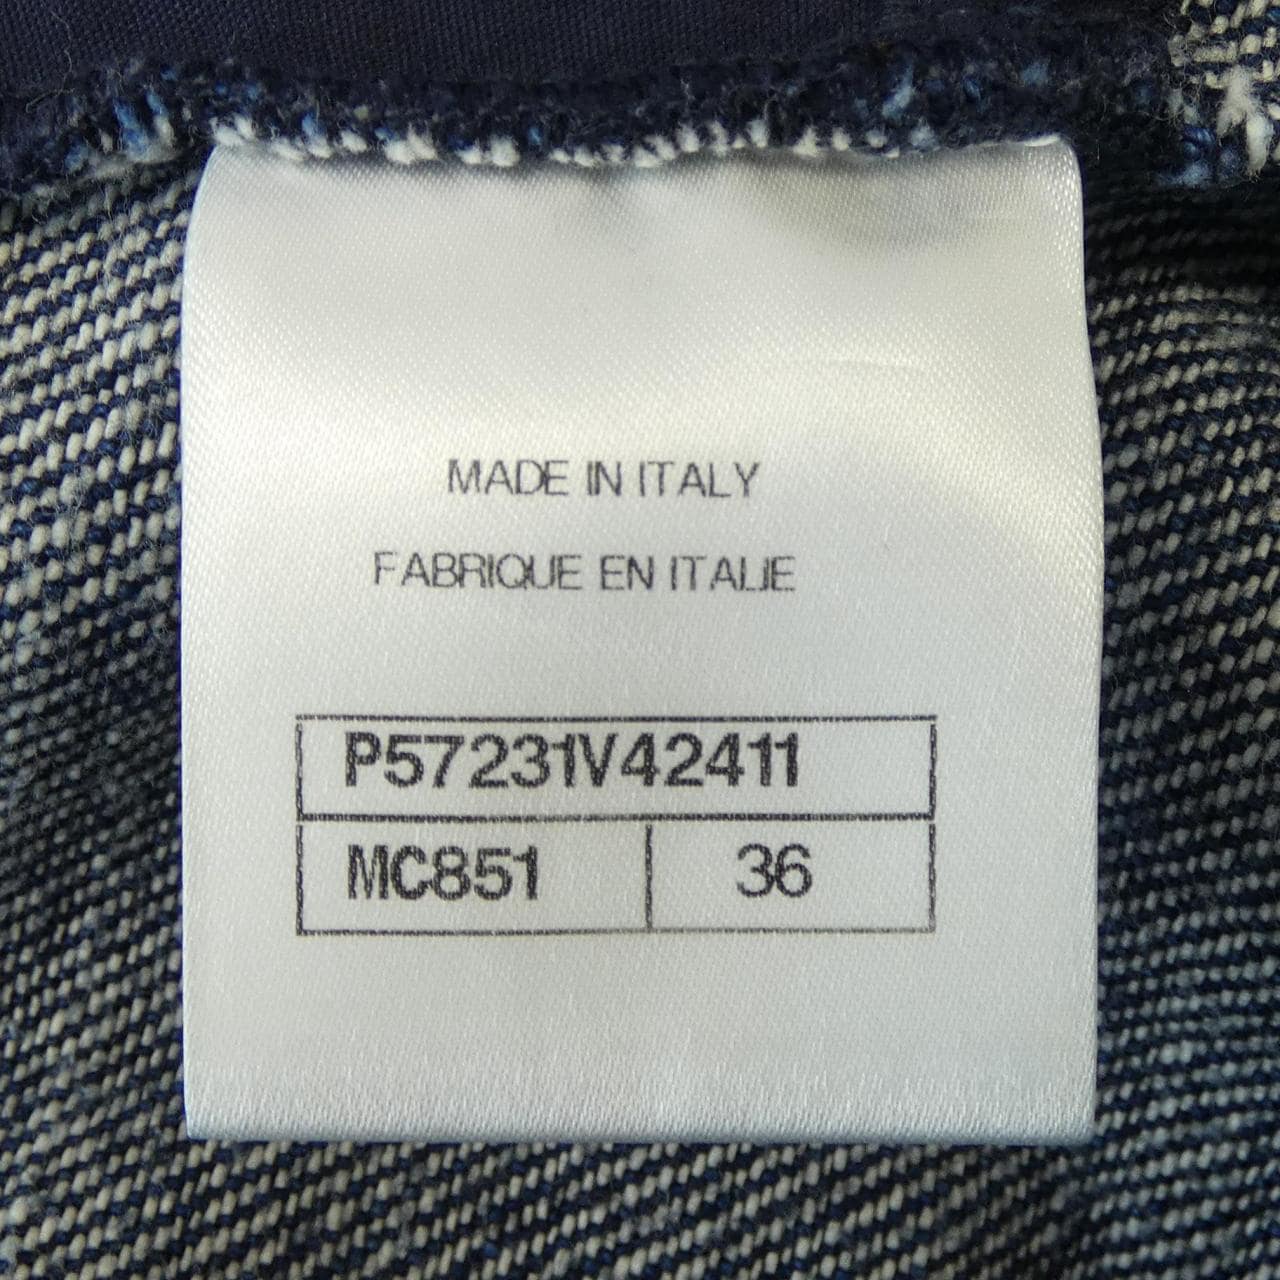 MADE IN ITALY
FABRIQUE EN ITALIE
P57231V42411
MC851 36